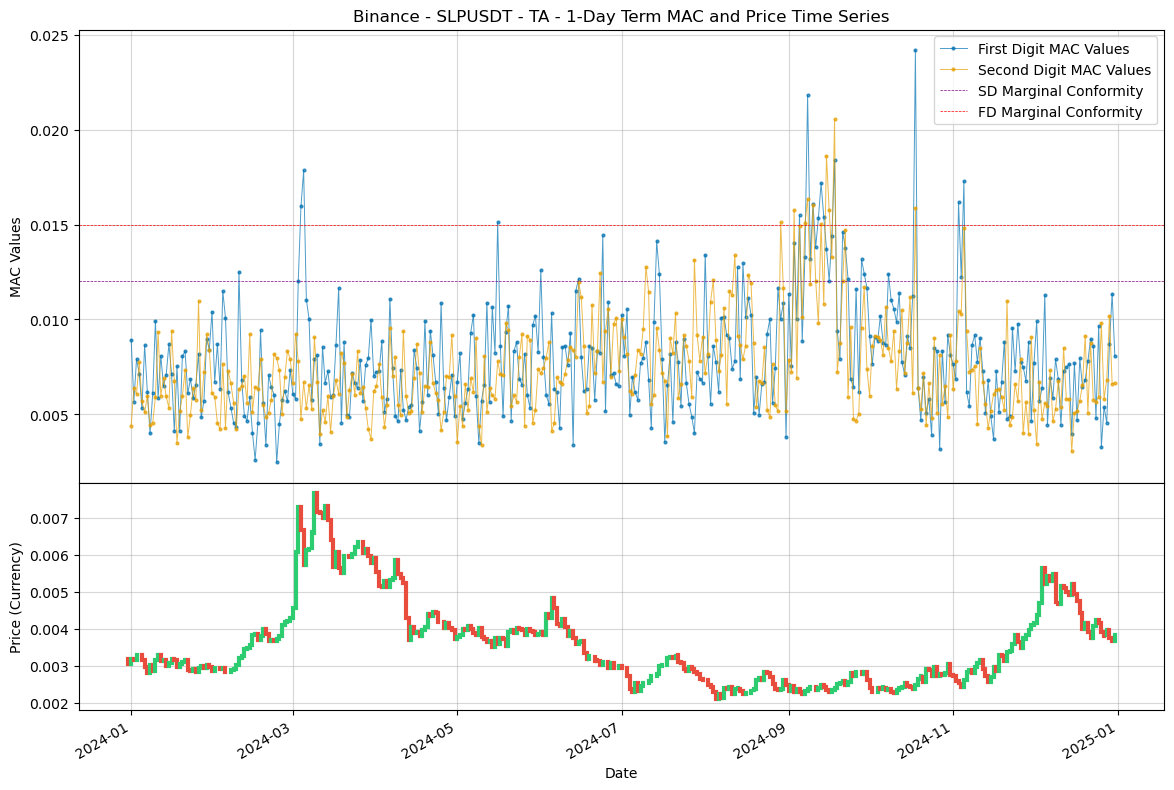 Binance - SLPUSDT - TA - 1-Day Term MAC and Price Time Series
First Digit MAC Values
Second Digit MAC Values
SD Marginal Conformity
FD Marginal Conformity
MAC Values
0.025
0.020
0.015
0.010
0.005
Price (Currency)
0.007
0.006
0.005
0.004
0.003
0.002
2024-01
2024-03
2024-05
2024-07
2024-09
2024-11
2025-01
Date